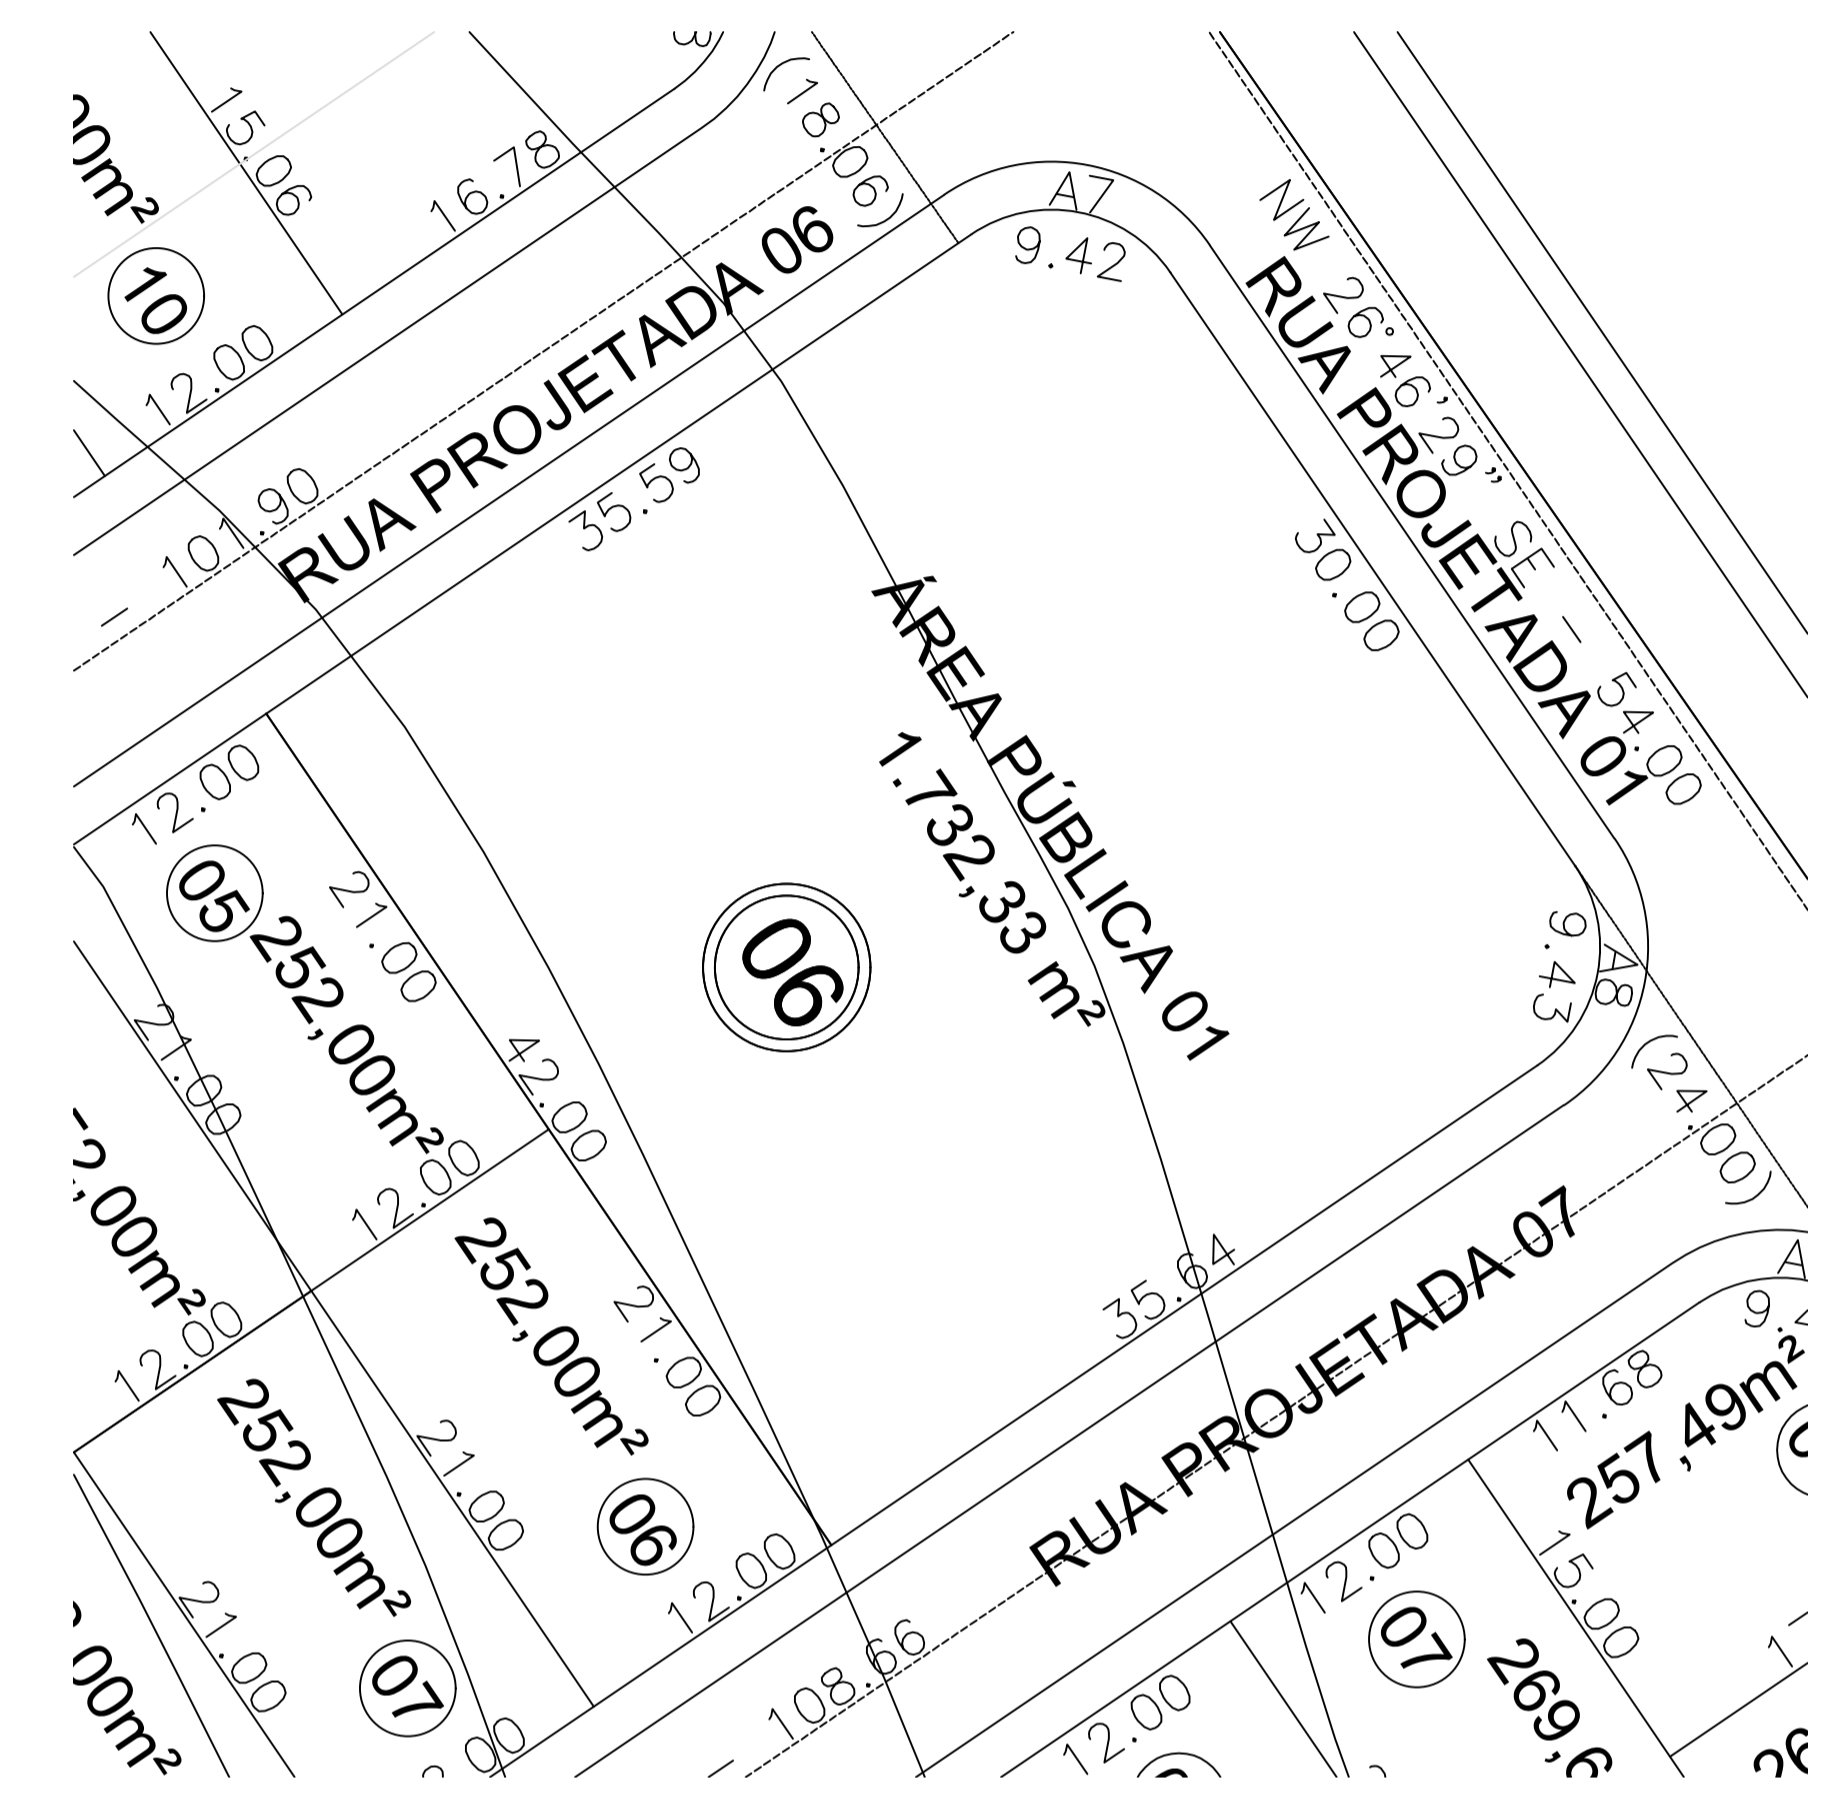 15.06
16.78
(18.06)
A7
9.42
10
12.00
RUA PROJETADA 06
101.90
35.59
NW 26°46'29" SE – 54.00
RUA PROJETADA 01
30.00
ÁREA PÚBLICA 01
1.732,33 m²
06
12.00
05
21.00
252,00m²
21.00
42.00
12.00
9.43
A8
(24.00)
12.00
252,00m²
21.00
06
12.00
252,00m²
21.00
07
21.00
35.64
RUA PROJETADA 07
108.66
11.68
257,49m²
12.00
15.00
07
12.00